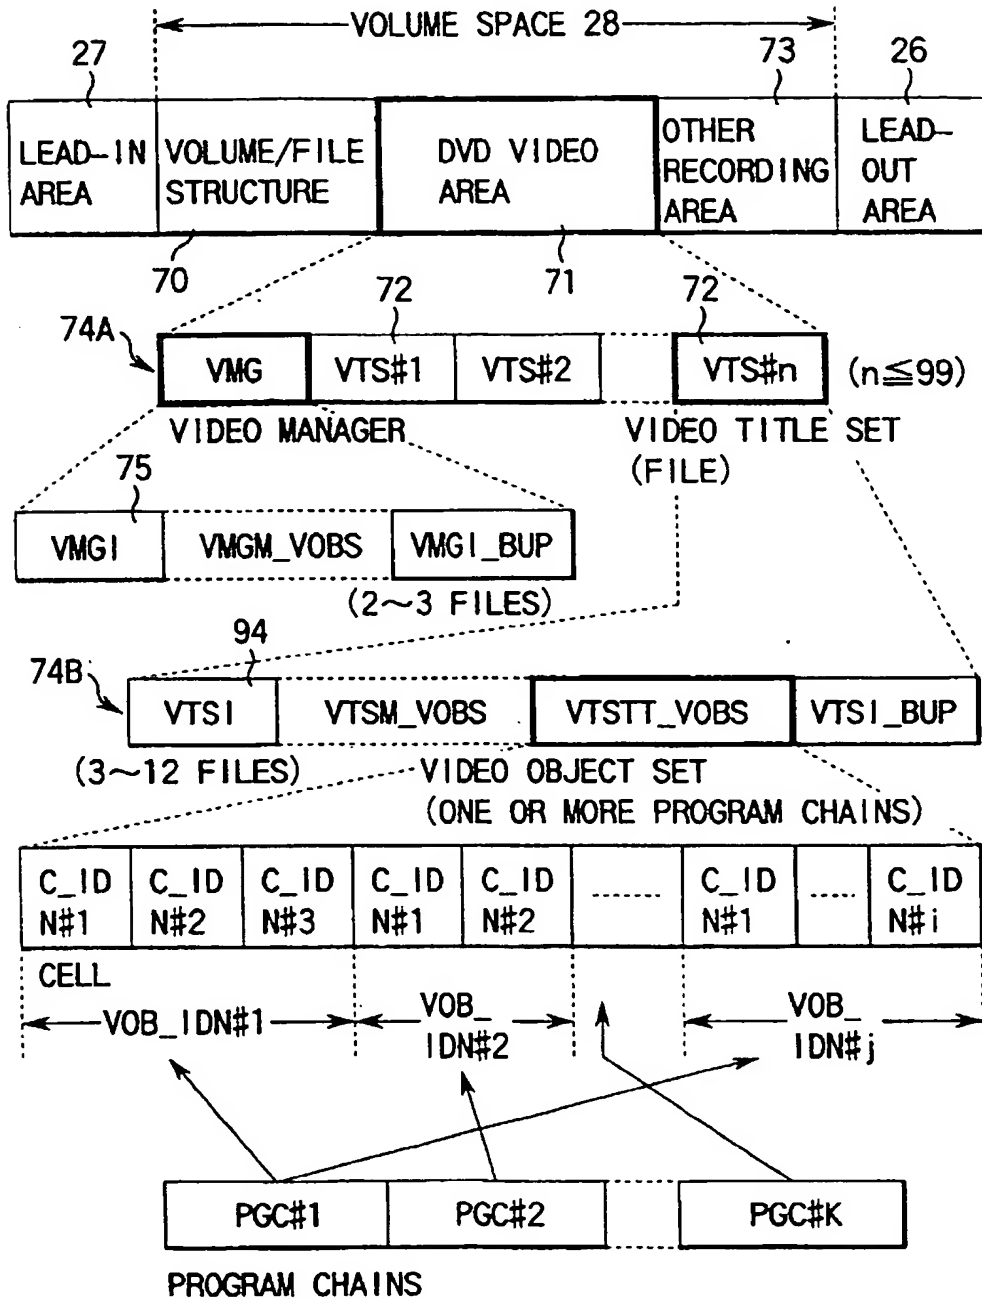 VOLUME SPACE 28
27
73
26
LEAD-IN
AREA
VOLUME/FILE
STRUCTURE
DVD VIDEO
AREA
OTHER
RECORDING
AREA
LEAD-
OUT
AREA
70
71
72
72
74A
VMG
VTS#1
VTS#2
VTS#n
(n≦99)
VIDEO MANAGER
VIDEO TITLE SET
(FILE)
75
VMGI
VMGM_VOBS
VMGI_BUP
(2~3 FILES)
94
74B
VTSI
VTSM_VOBS
VTSTT_VOBS
VTSI_BUP
(3~12 FILES)
VIDEO OBJECT SET
(ONE OR MORE PROGRAM CHAINS)
C_ID
N#1
C_ID
N#2
C_ID
N#3
C_ID
N#1
C_ID
N#2
C_ID
N#1
C_ID
N#i
CELL
VOB_IDN#1
VOB_
IDN#2
VOB_
IDN#j
PGC#1
PGC#2
PGC#K
PROGRAM CHAINS